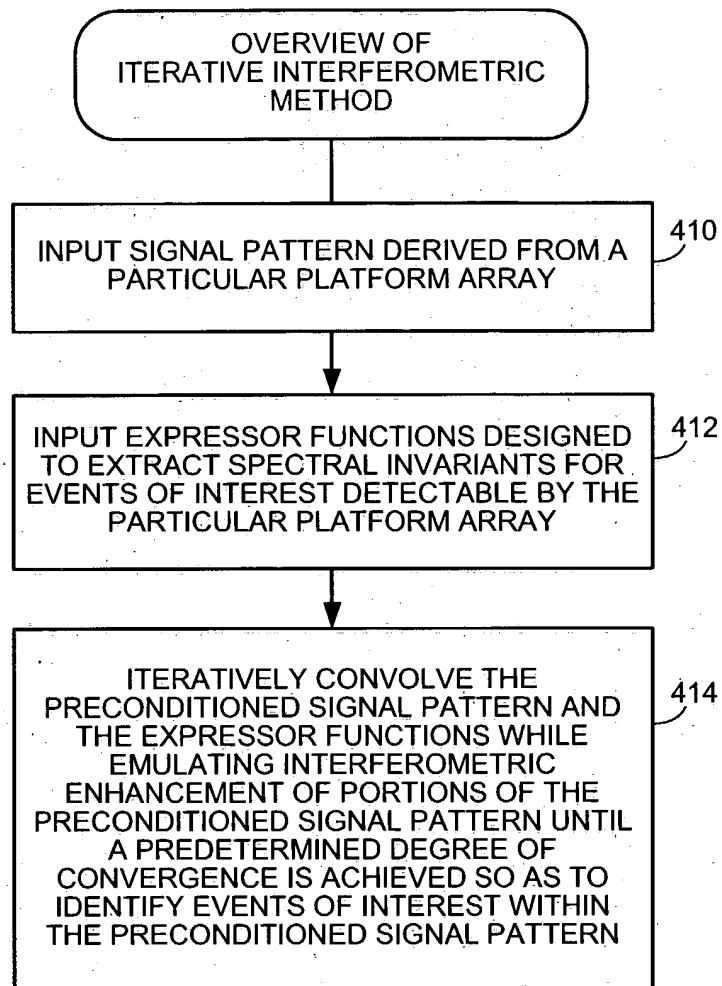 OVERVIEW OF
ITERATIVE INTERFEROMETRIC
METHOD
INPUT SIGNAL PATTERN DERIVED FROM A
PARTICULAR PLATFORM ARRAY
410
INPUT EXPRESSOR FUNCTIONS DESIGNED
TO EXTRACT SPECTRAL INVARIANTS FOR
EVENTS OF INTEREST DETECTABLE BY THE
PARTICULAR PLATFORM ARRAY
412
ITERATIVELY CONVOLVE THE
PRECONDITIONED SIGNAL PATTERN AND
THE EXPRESSOR FUNCTIONS WHILE
EMULATING INTERFEROMETRIC
ENHANCEMENT OF PORTIONS OF THE
PRECONDITIONED SIGNAL PATTERN UNTIL
A PREDETERMINED DEGREE OF
CONVERGENCE IS ACHIEVED SO AS TO
IDENTIFY EVENTS OF INTEREST WITHIN
THE PRECONDITIONED SIGNAL PATTERN
414